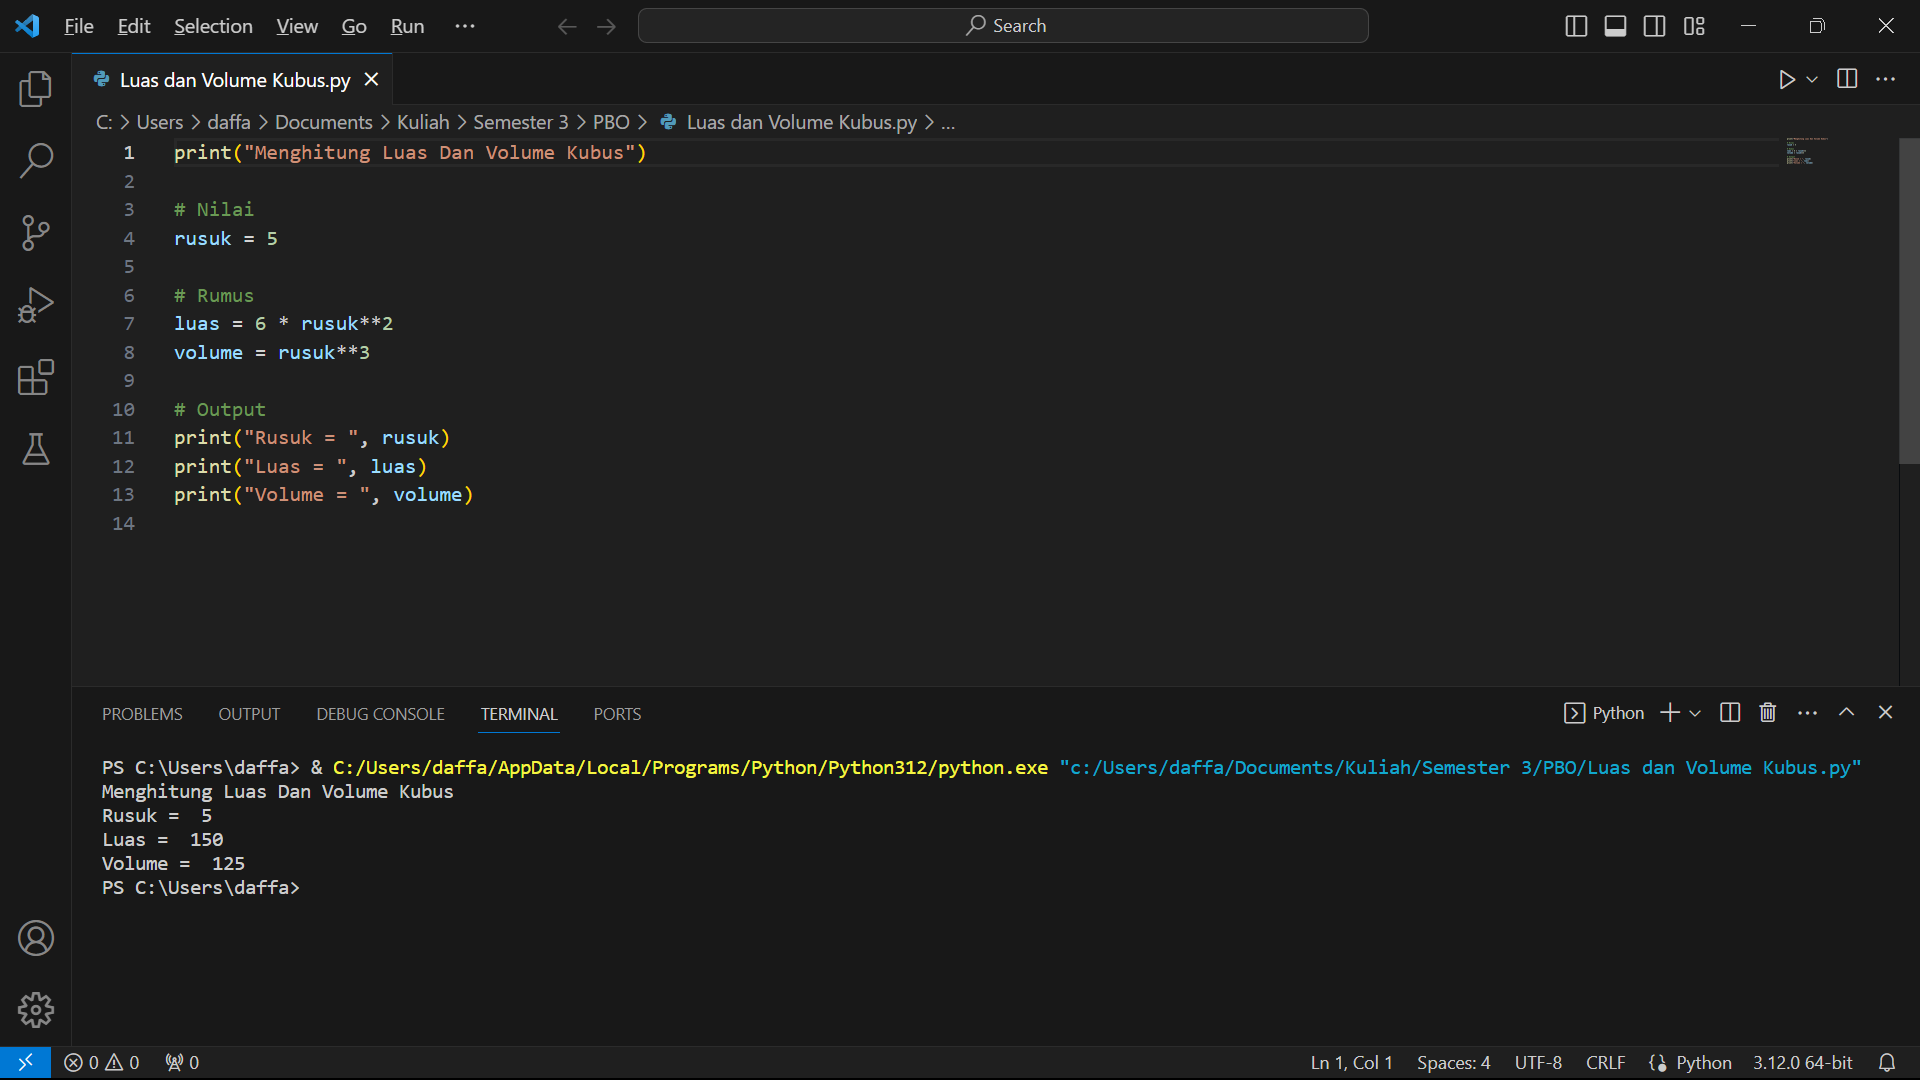 File Edit Selection View Go Run ··· Search
Luas dan Volume Kubus.py
C: > Users > daffa > Documents > Kuliah > Semester 3 > PBO > Luas dan Volume Kubus.py > ...
1 print("Menghitung Luas Dan Volume Kubus")
2
3 # Nilai
4 rusuk = 5
5
6 # Rumus
7 luas = 6 * rusuk**2
8 volume = rusuk**3
9
10 # Output
11 print("Rusuk = ", rusuk)
12 print("Luas = ", luas)
13 print("Volume = ", volume)
14
PROBLEMS OUTPUT DEBUG CONSOLE TERMINAL PORTS Python
PS C:\Users\daffa> & C:/Users/daffa/AppData/Local/Programs/Python/Python312/python.exe "c:/Users/daffa/Documents/Kuliah/Semester 3/PBO/Luas dan Volume Kubus.py"
Menghitung Luas Dan Volume Kubus
Rusuk =  5
Luas =  150
Volume =  125
PS C:\Users\daffa>
0 0 0 Ln 1, Col 1 Spaces: 4 UTF-8 CRLF Python 3.12.0 64-bit